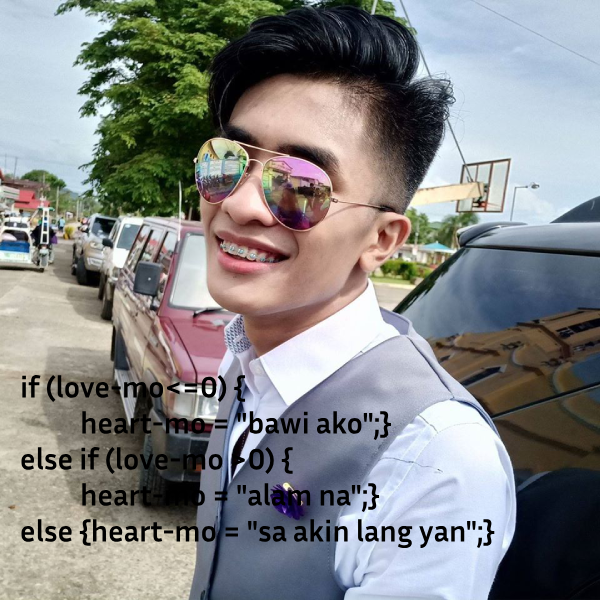 if (love-mo<=0) {
heart-mo = "bawi ako";}
else if (love-mo >0) {
heart-mo = "alam na";}
else {heart-mo = "sa akin lang yan";}